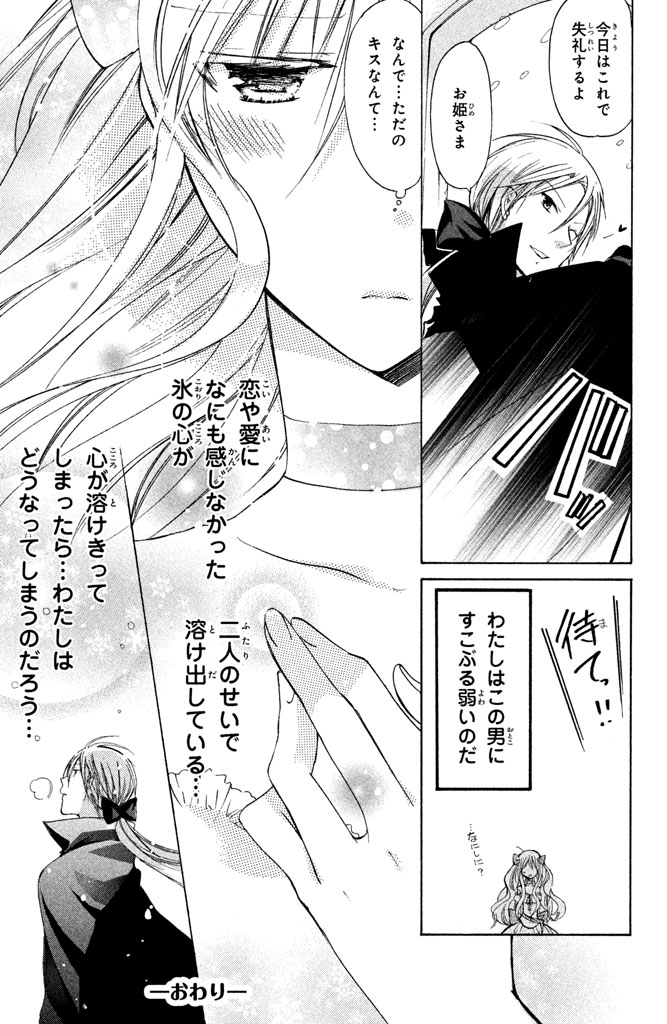 今日はこれで
失礼するよ
お姫さま
バッ
待てっ!!
わたしはこの男に
すこぶる弱いのだ
…なにしに?
なんで…ただの
キスなんて…
恋や愛に
なにも感じなかった
氷の心が
二人のせいで
溶け出している…
心が溶けきって
しまったら…わたしは
どうなってしまうのだろう…
―おわり―